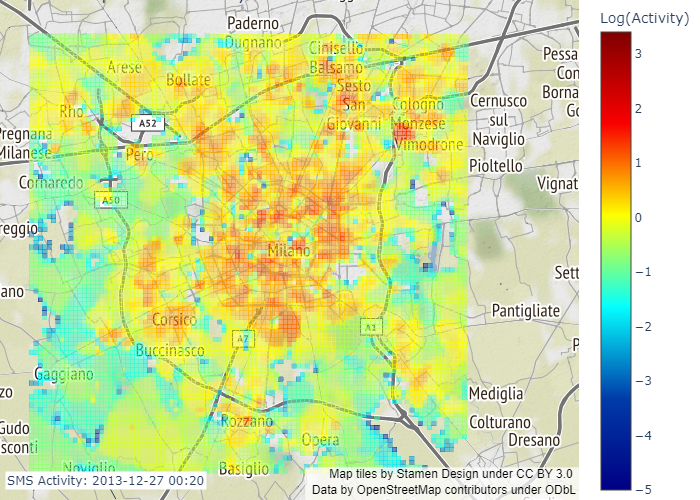 Log(Activity)
3
2
1
0
−1
−2
−3
−4
−5
Paderno
Dugnano
Cinisello
Balsamo
Arese
Bollate
Sesto
San
Giovanni
Cologno
Monzese
Vimodrone
Cernusco
sul
Naviglio
Pioltello
Pessa
Con
Borna
Go
Vignat
Rho
A52
Pregnana
Milanese
Pero
Cornaredo
A50
reggio
Milano
Sett
ano
Pantigliate
Corsico
A7
A1
Buccinasco
P
Gaggiano
zo
Mediglia
Rozzano
Colturano
Gudo
sconti
Opera
Dresano
Noviglio
Basiglio
SMS Activity: 2013-12-27 00:20
Map tiles by Stamen Design under CC BY 3.0
Data by OpenStreetMap contributors under ODbL